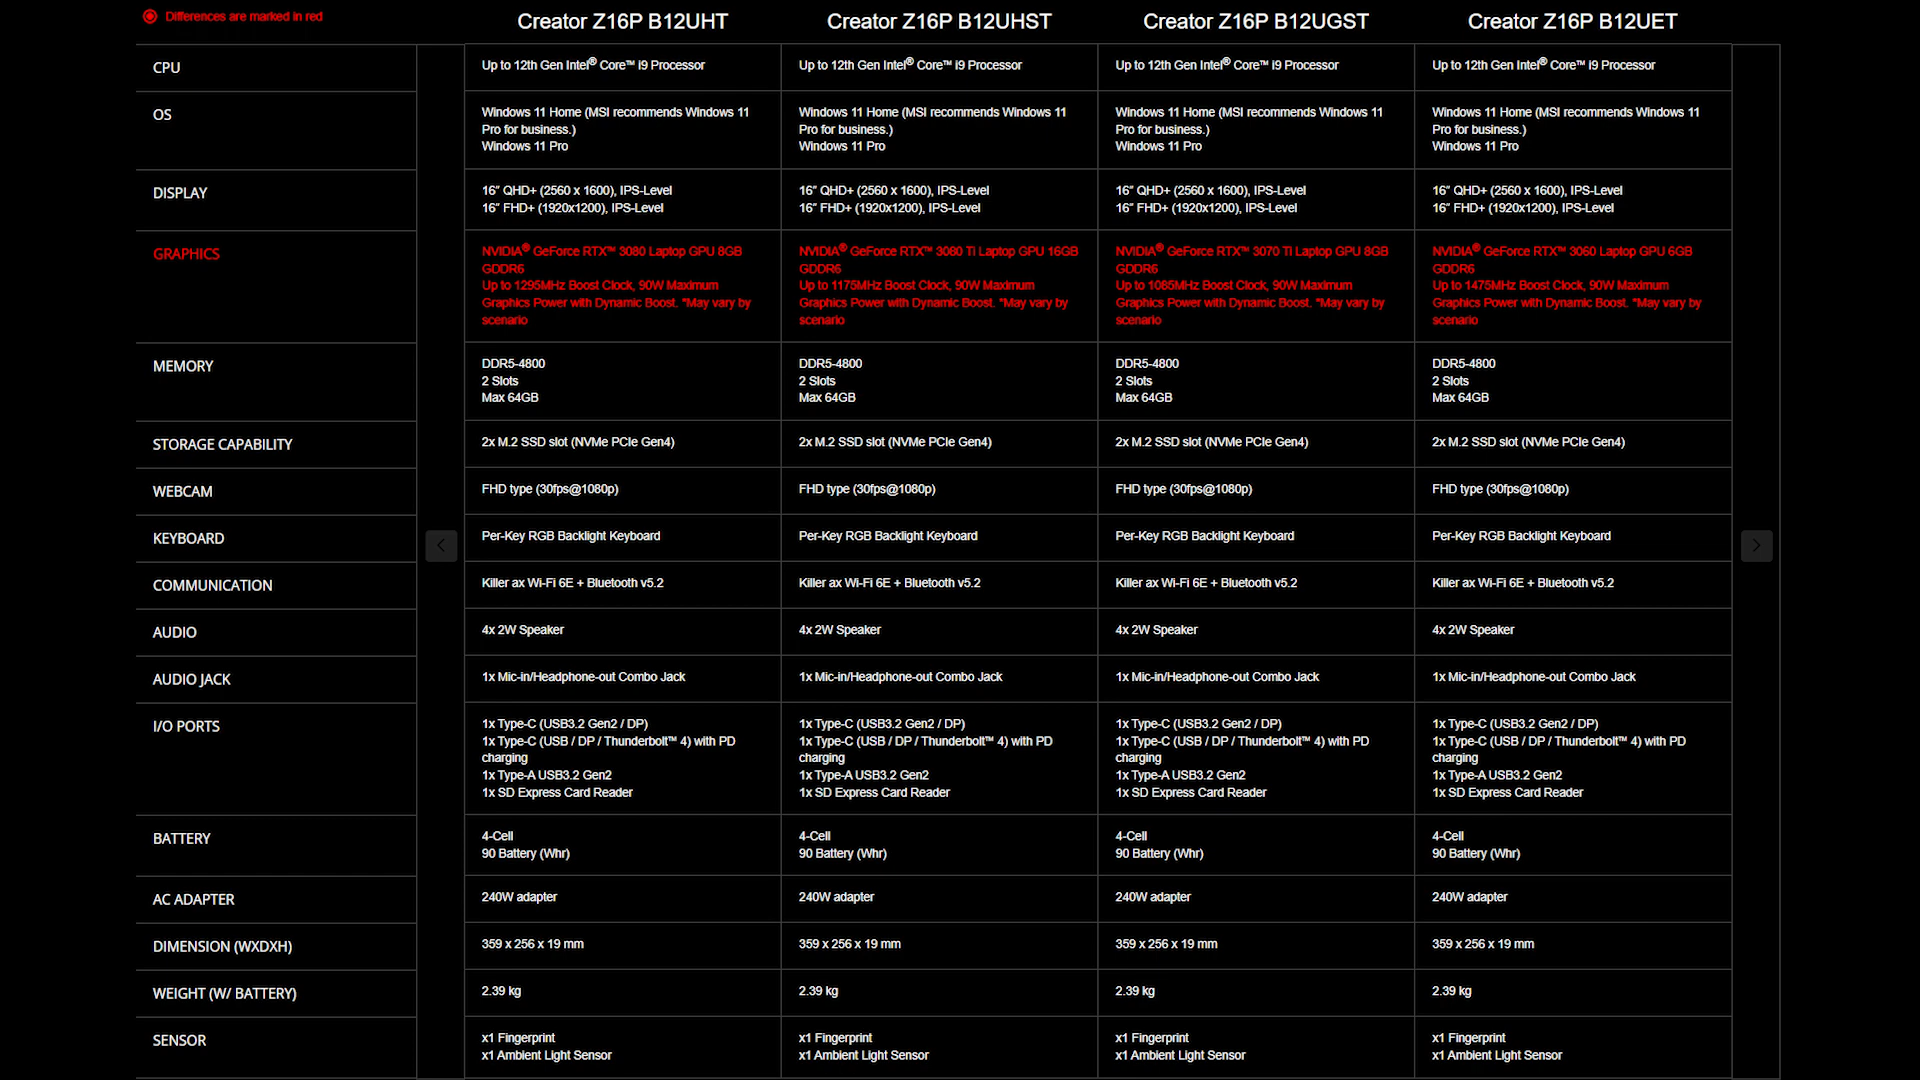 Differences are marked in red
Creator Z16P B12UHT
Creator Z16P B12UHST
Creator Z16P B12UGST
Creator Z16P B12UET
CPU
Up to 12th Gen Intel® Core™ i9 Processor
Up to 12th Gen Intel® Core™ i9 Processor
Up to 12th Gen Intel® Core™ i9 Processor
Up to 12th Gen Intel® Core™ i9 Processor
OS
Windows 11 Home (MSI recommends Windows 11
Pro for business.)
Windows 11 Pro
Windows 11 Home (MSI recommends Windows 11
Pro for business.)
Windows 11 Pro
Windows 11 Home (MSI recommends Windows 11
Pro for business.)
Windows 11 Pro
Windows 11 Home (MSI recommends Windows 11
Pro for business.)
Windows 11 Pro
DISPLAY
16” QHD+ (2560 x 1600), IPS-Level
16” FHD+ (1920x1200), IPS-Level
16” QHD+ (2560 x 1600), IPS-Level
16” FHD+ (1920x1200), IPS-Level
16” QHD+ (2560 x 1600), IPS-Level
16” FHD+ (1920x1200), IPS-Level
16” QHD+ (2560 x 1600), IPS-Level
16” FHD+ (1920x1200), IPS-Level
GRAPHICS
NVIDIA® GeForce RTX™ 3080 Laptop GPU 8GB
GDDR6
Up to 1295MHz Boost Clock, 90W Maximum
Graphics Power with Dynamic Boost. *May vary by
scenario
NVIDIA® GeForce RTX™ 3080 Ti Laptop GPU 16GB
GDDR6
Up to 1175MHz Boost Clock, 90W Maximum
Graphics Power with Dynamic Boost. *May vary by
scenario
NVIDIA® GeForce RTX™ 3070 Ti Laptop GPU 8GB
GDDR6
Up to 1085MHz Boost Clock, 90W Maximum
Graphics Power with Dynamic Boost. *May vary by
scenario
NVIDIA® GeForce RTX™ 3060 Laptop GPU 6GB
GDDR6
Up to 1475MHz Boost Clock, 90W Maximum
Graphics Power with Dynamic Boost. *May vary by
scenario
MEMORY
DDR5-4800
2 Slots
Max 64GB
DDR5-4800
2 Slots
Max 64GB
DDR5-4800
2 Slots
Max 64GB
DDR5-4800
2 Slots
Max 64GB
STORAGE CAPABILITY
2x M.2 SSD slot (NVMe PCIe Gen4)
2x M.2 SSD slot (NVMe PCIe Gen4)
2x M.2 SSD slot (NVMe PCIe Gen4)
2x M.2 SSD slot (NVMe PCIe Gen4)
WEBCAM
FHD type (30fps@1080p)
FHD type (30fps@1080p)
FHD type (30fps@1080p)
FHD type (30fps@1080p)
KEYBOARD
Per-Key RGB Backlight Keyboard
Per-Key RGB Backlight Keyboard
Per-Key RGB Backlight Keyboard
Per-Key RGB Backlight Keyboard
COMMUNICATION
Killer ax Wi-Fi 6E + Bluetooth v5.2
Killer ax Wi-Fi 6E + Bluetooth v5.2
Killer ax Wi-Fi 6E + Bluetooth v5.2
Killer ax Wi-Fi 6E + Bluetooth v5.2
AUDIO
4x 2W Speaker
4x 2W Speaker
4x 2W Speaker
4x 2W Speaker
AUDIO JACK
1x Mic-in/Headphone-out Combo Jack
1x Mic-in/Headphone-out Combo Jack
1x Mic-in/Headphone-out Combo Jack
1x Mic-in/Headphone-out Combo Jack
I/O PORTS
1x Type-C (USB3.2 Gen2 / DP)
1x Type-C (USB / DP / Thunderbolt™ 4) with PD
charging
1x Type-A USB3.2 Gen2
1x SD Express Card Reader
1x Type-C (USB3.2 Gen2 / DP)
1x Type-C (USB / DP / Thunderbolt™ 4) with PD
charging
1x Type-A USB3.2 Gen2
1x SD Express Card Reader
1x Type-C (USB3.2 Gen2 / DP)
1x Type-C (USB / DP / Thunderbolt™ 4) with PD
charging
1x Type-A USB3.2 Gen2
1x SD Express Card Reader
1x Type-C (USB3.2 Gen2 / DP)
1x Type-C (USB / DP / Thunderbolt™ 4) with PD
charging
1x Type-A USB3.2 Gen2
1x SD Express Card Reader
BATTERY
4-Cell
90 Battery (Whr)
4-Cell
90 Battery (Whr)
4-Cell
90 Battery (Whr)
4-Cell
90 Battery (Whr)
AC ADAPTER
240W adapter
240W adapter
240W adapter
240W adapter
DIMENSION (WXDXH)
359 x 256 x 19 mm
359 x 256 x 19 mm
359 x 256 x 19 mm
359 x 256 x 19 mm
WEIGHT (W/ BATTERY)
2.39 kg
2.39 kg
2.39 kg
2.39 kg
SENSOR
x1 Fingerprint
x1 Ambient Light Sensor
x1 Fingerprint
x1 Ambient Light Sensor
x1 Fingerprint
x1 Ambient Light Sensor
x1 Fingerprint
x1 Ambient Light Sensor